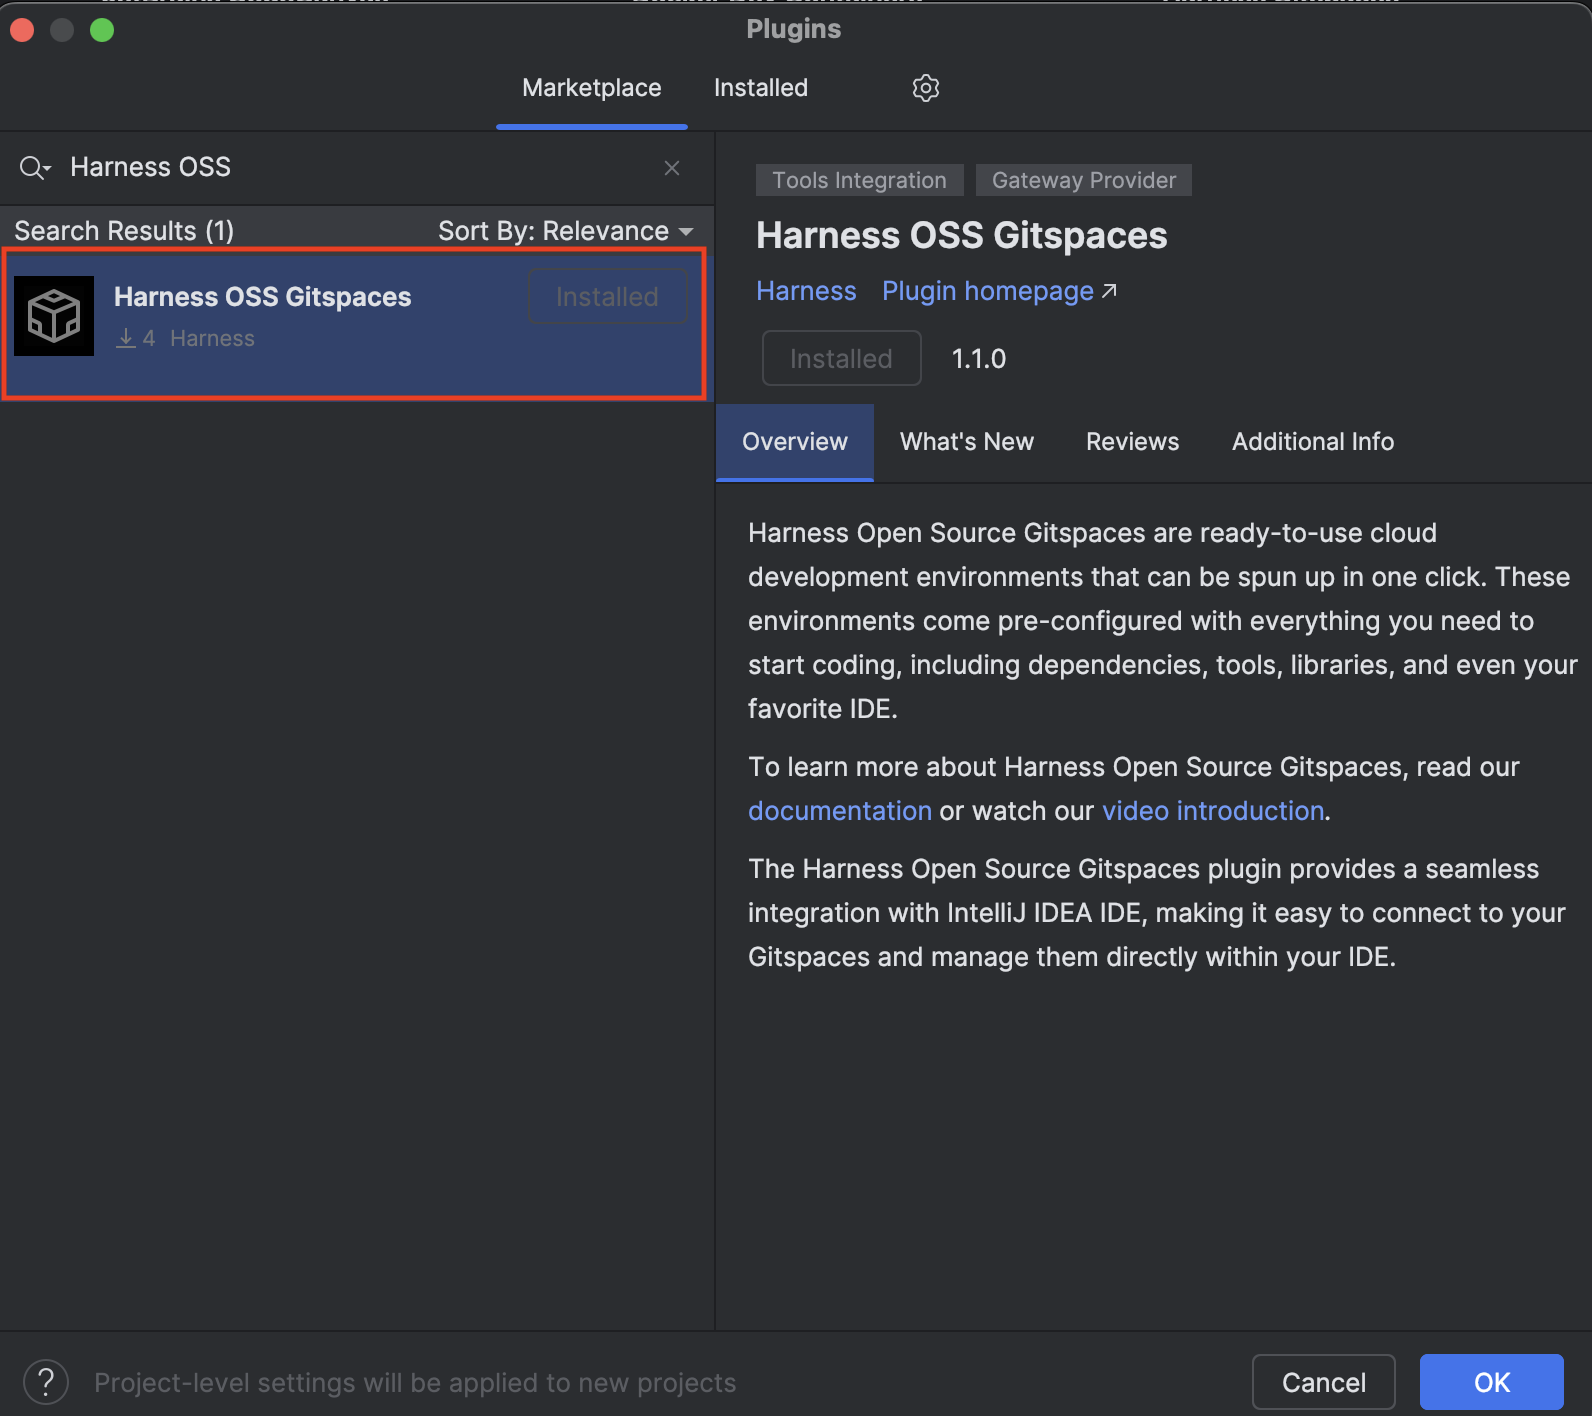 Plugins
Marketplace
Installed
Harness OSS
Search Results (1)
Sort By: Relevance
Harness OSS Gitspaces
Installed
4 Harness
Tools Integration
Gateway Provider
Harness OSS Gitspaces
Harness
Plugin homepage ↗
Installed
1.1.0
Overview
What's New
Reviews
Additional Info
Harness Open Source Gitspaces are ready-to-use cloud
development environments that can be spun up in one click. These
environments come pre-configured with everything you need to
start coding, including dependencies, tools, libraries, and even your
favorite IDE.
To learn more about Harness Open Source Gitspaces, read our
documentation or watch our video introduction.
The Harness Open Source Gitspaces plugin provides a seamless
integration with IntelliJ IDEA IDE, making it easy to connect to your
Gitspaces and manage them directly within your IDE.
?
Project-level settings will be applied to new projects
Cancel
OK